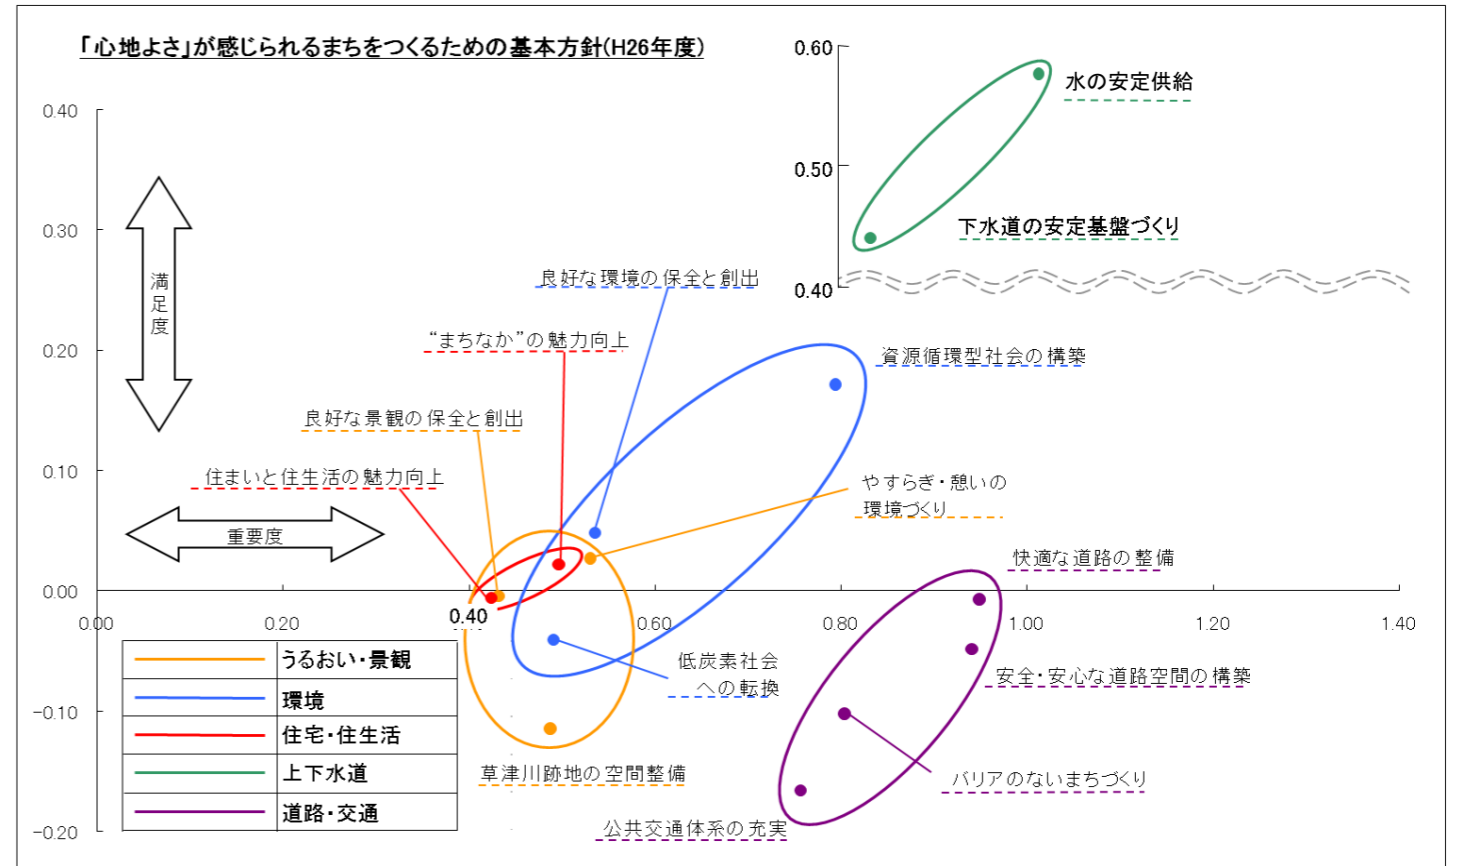 「心地よさ」が感じられるまちをつくるための基本方針(H26年度)
0.60
水の安定供給
0.40
0.50
満足度
0.30
下水道の安定基盤づくり
良好な環境の保全と創出
0.40
“まちなか”の魅力向上
0.20
資源循環型社会の構築
良好な景観の保全と創出
0.10
住まいと住生活の魅力向上
やすらぎ・憩いの
環境づくり
重要度
快適な道路の整備
0.00
0.00
0.20
0.40
0.40
0.60
0.80
1.00
1.20
1.40
うるおい・景観
環境
住宅・住生活
上下水道
道路・交通
低炭素社会
への転換
安全・安心な道路空間の構築
−0.10
草津川跡地の空間整備
バリアのないまちづくり
公共交通体系の充実
−0.20